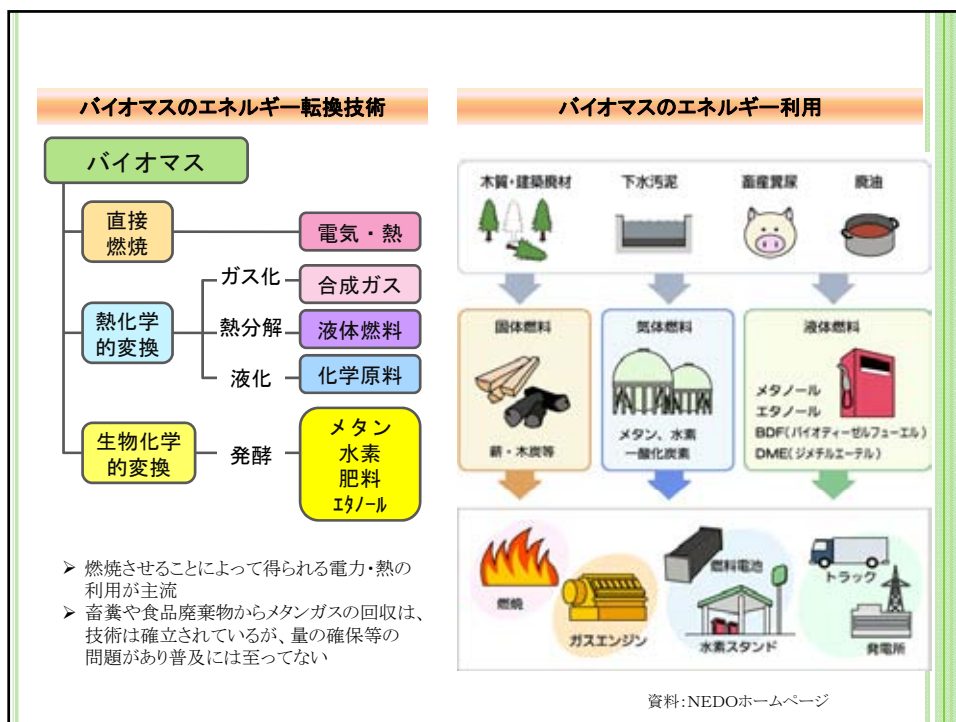 バイオマスのエネルギー転換技術
バイオマス
直接
燃焼
電気・熱
熱化学
的変換
ガス化
合成ガス
熱分解
液体燃料
液化
化学原料
生物化学
的変換
発酵
メタン
水素
肥料
エタノール
➢ 燃焼させることによって得られる電力・熱の
利用が主流
➢ 畜糞や食品廃棄物からメタンガスの回収は、
技術は確立されているが、量の確保等の
問題があり普及には至ってない
バイオマスのエネルギー利用
木質・建築廃材
下水汚泥
畜産糞尿
廃油
固体燃料
薪・木炭等
気体燃料
メタン、水素
一酸化炭素
液体燃料
メタノール
エタノール
BDF(バイオディーゼルフューエル)
DME(ジメチルエーテル)
燃焼
ガスエンジン
燃料電池
水素スタンド
トラック
発電所
資料:NEDOホームページ